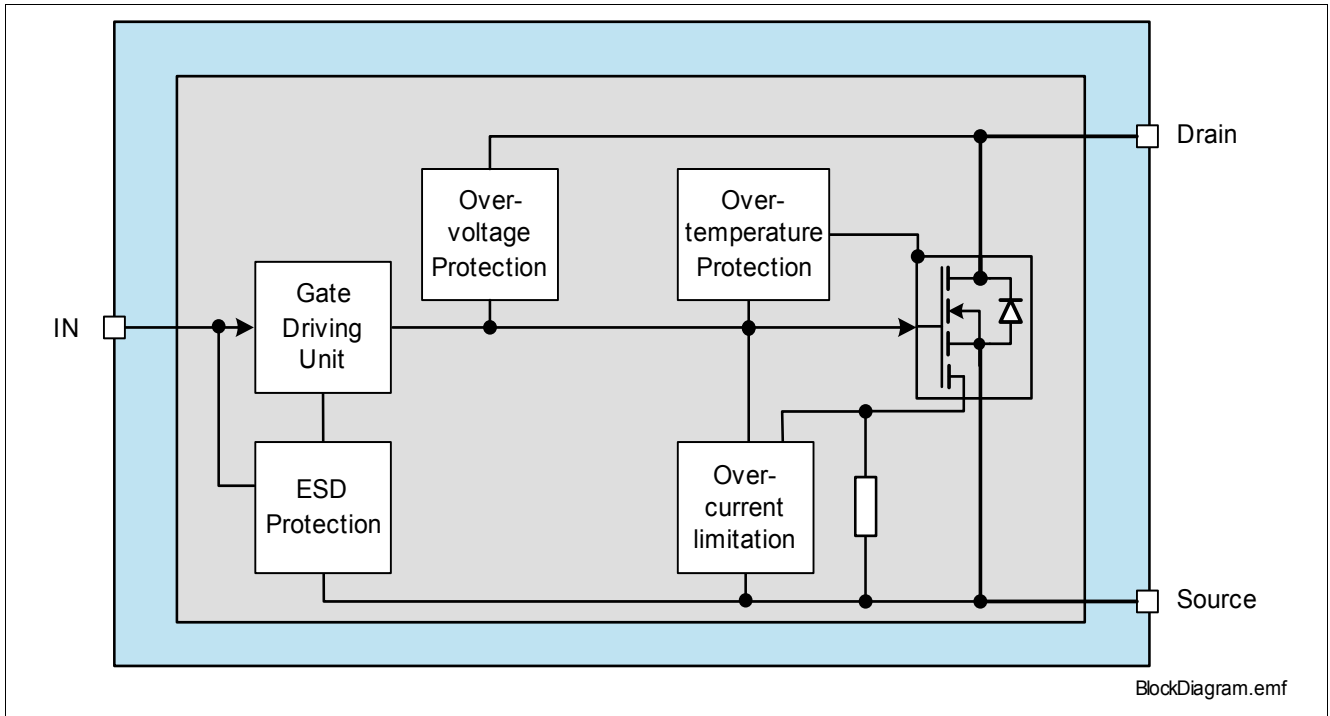 Drain
Over-
voltage
Protection
Over-
temperature
Protection
Gate
Driving
Unit
IN
ESD
Protection
Over-
current
limitation
Source
BlockDiagram.emf